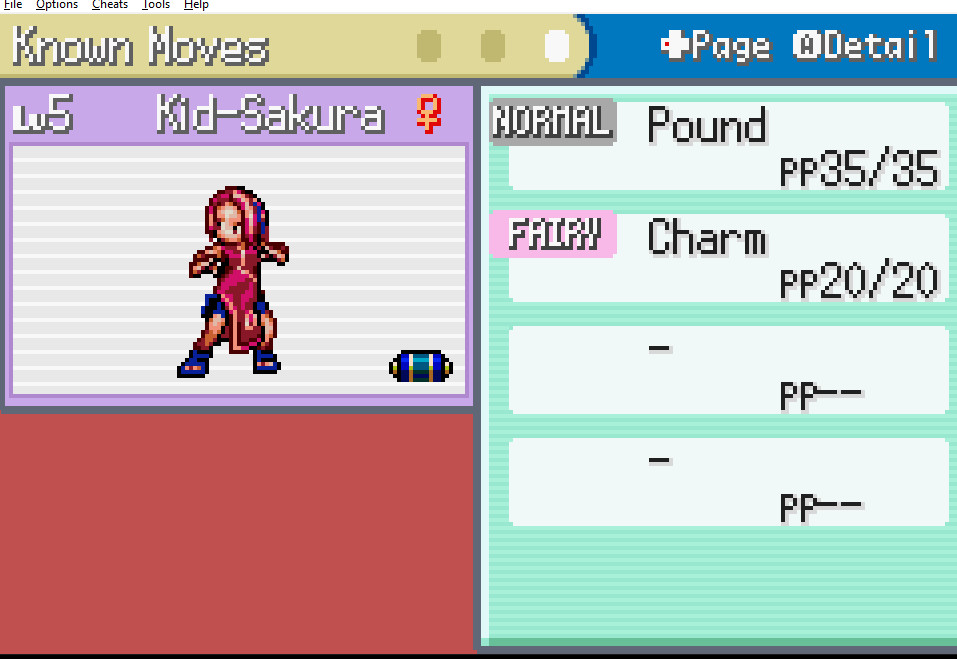 File Options Cheats Tools Help
Known Moves Page A Detail
Lv5 Kid-Sakura ♀
NORMAL Pound
PP35/35
FAIRY Charm
PP20/20
–
PP––
–
PP––